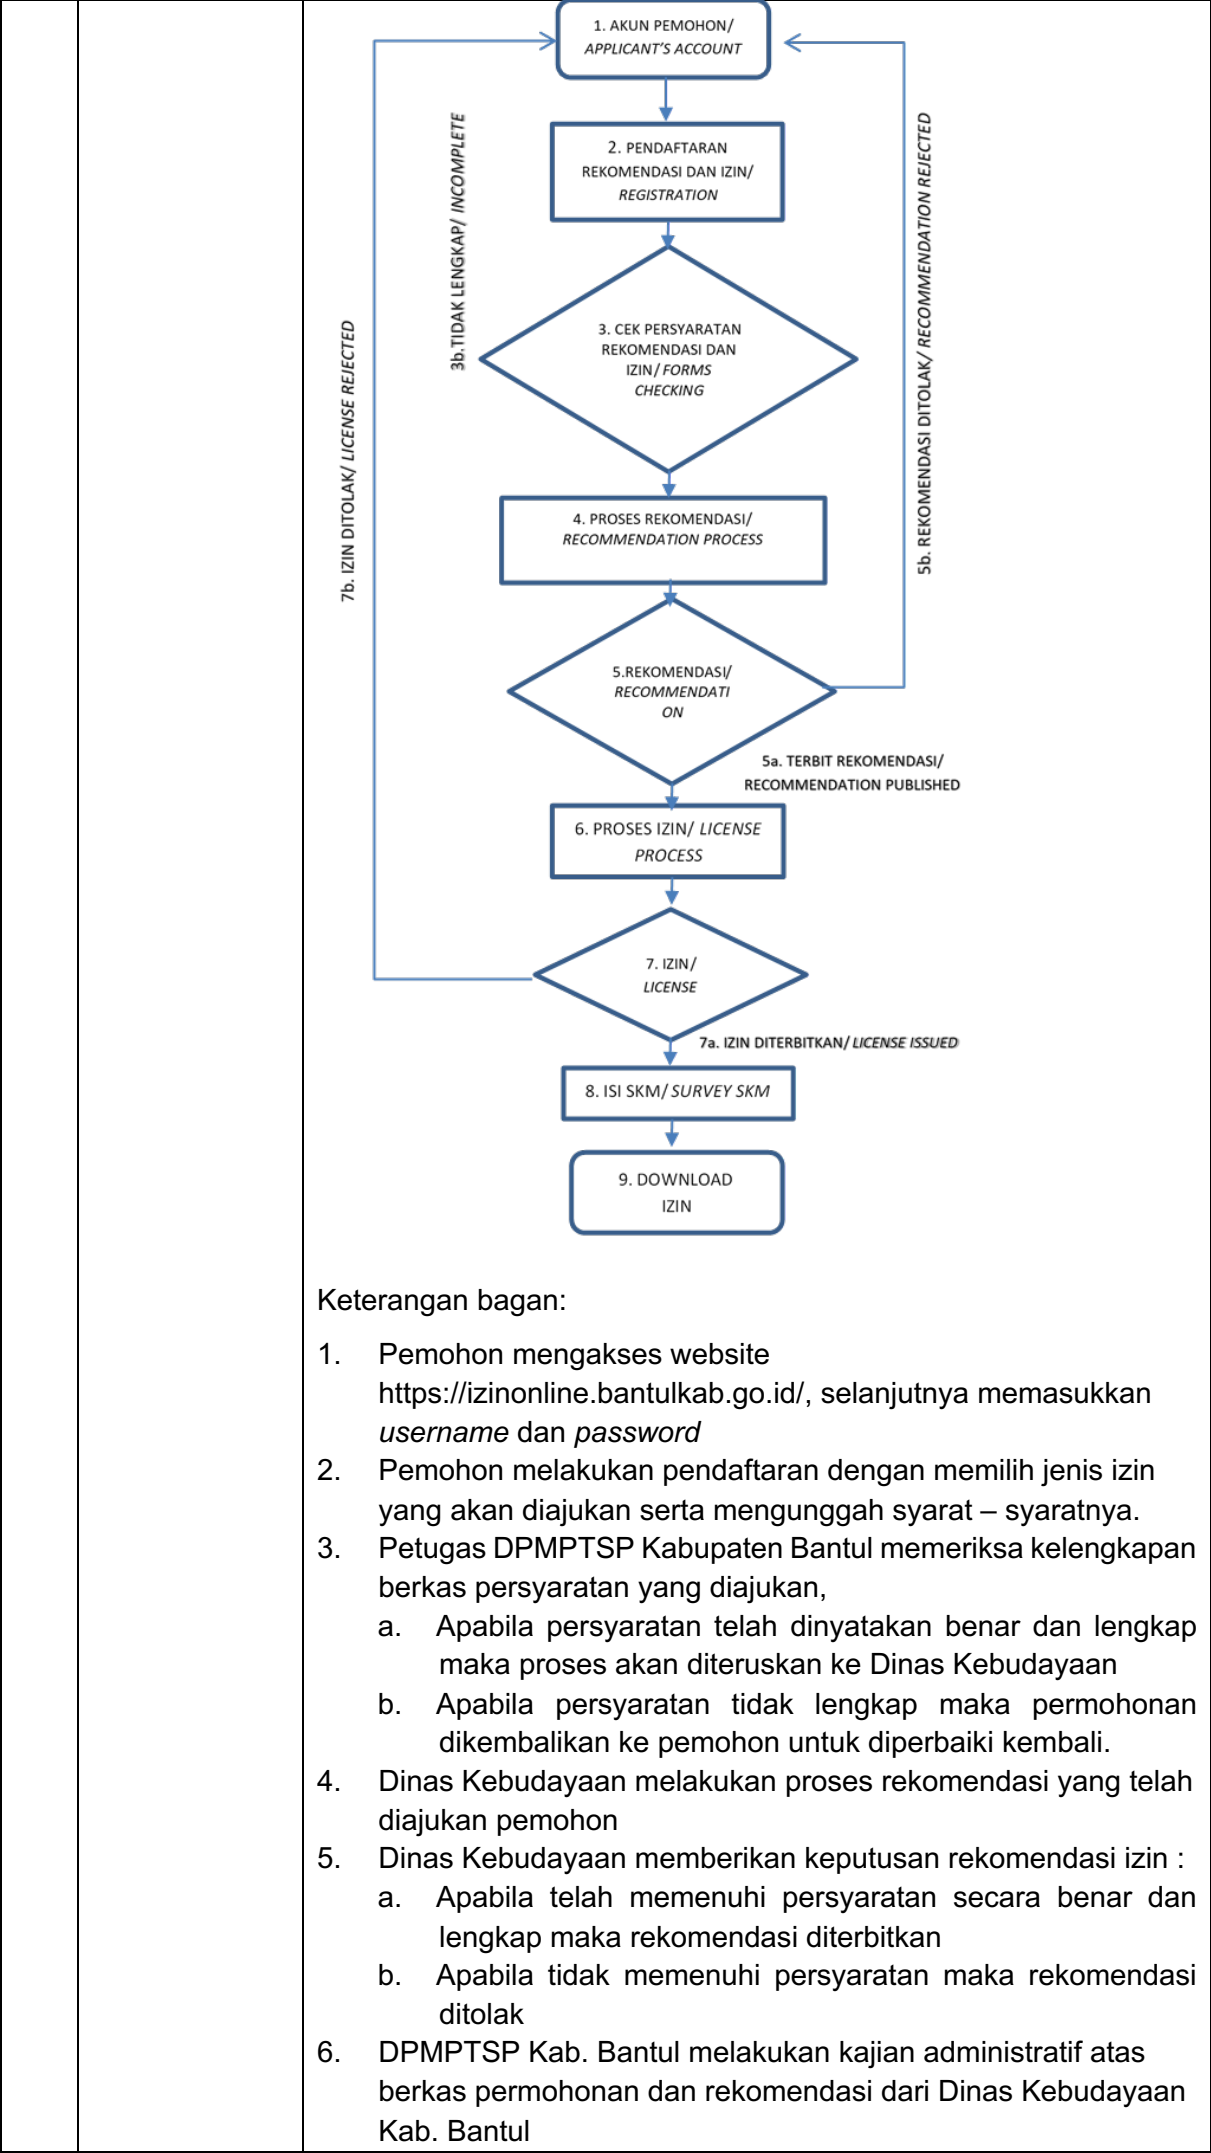 1. AKUN PEMOHON/
APPLICANT'S ACCOUNT
2. PENDAFTARAN
REKOMENDASI DAN IZIN/
REGISTRATION
3b.TIDAK LENGKAP/ INCOMPLETE
5b. REKOMENDASI DITOLAK/ RECOMMENDATION REJECTED
7b. IZIN DITOLAK/ LICENSE REJECTED
3. CEK PERSYARATAN
REKOMENDASI DAN
IZIN/ FORMS
CHECKING
4. PROSES REKOMENDASI/
RECOMMENDATION PROCESS
5.REKOMENDASI/
RECOMMENDATI
ON
5a. TERBIT REKOMENDASI/
RECOMMENDATION PUBLISHED
6. PROSES IZIN/ LICENSE
PROCESS
7. IZIN/
LICENSE
7a. IZIN DITERBITKAN/ LICENSE ISSUED
8. ISI SKM/ SURVEY SKM
9. DOWNLOAD
IZIN
Keterangan bagan:
1. Pemohon mengakses website
https://izinonline.bantulkab.go.id/, selanjutnya memasukkan
username dan password
2. Pemohon melakukan pendaftaran dengan memilih jenis izin
yang akan diajukan serta mengunggah syarat – syaratnya.
3. Petugas DPMPTSP Kabupaten Bantul memeriksa kelengkapan
berkas persyaratan yang diajukan,
a. Apabila persyaratan telah dinyatakan benar dan lengkap
maka proses akan diteruskan ke Dinas Kebudayaan
b. Apabila persyaratan tidak lengkap maka permohonan
dikembalikan ke pemohon untuk diperbaiki kembali.
4. Dinas Kebudayaan melakukan proses rekomendasi yang telah
diajukan pemohon
5. Dinas Kebudayaan memberikan keputusan rekomendasi izin :
a. Apabila telah memenuhi persyaratan secara benar dan
lengkap maka rekomendasi diterbitkan
b. Apabila tidak memenuhi persyaratan maka rekomendasi
ditolak
6. DPMPTSP Kab. Bantul melakukan kajian administratif atas
berkas permohonan dan rekomendasi dari Dinas Kebudayaan
Kab. Bantul